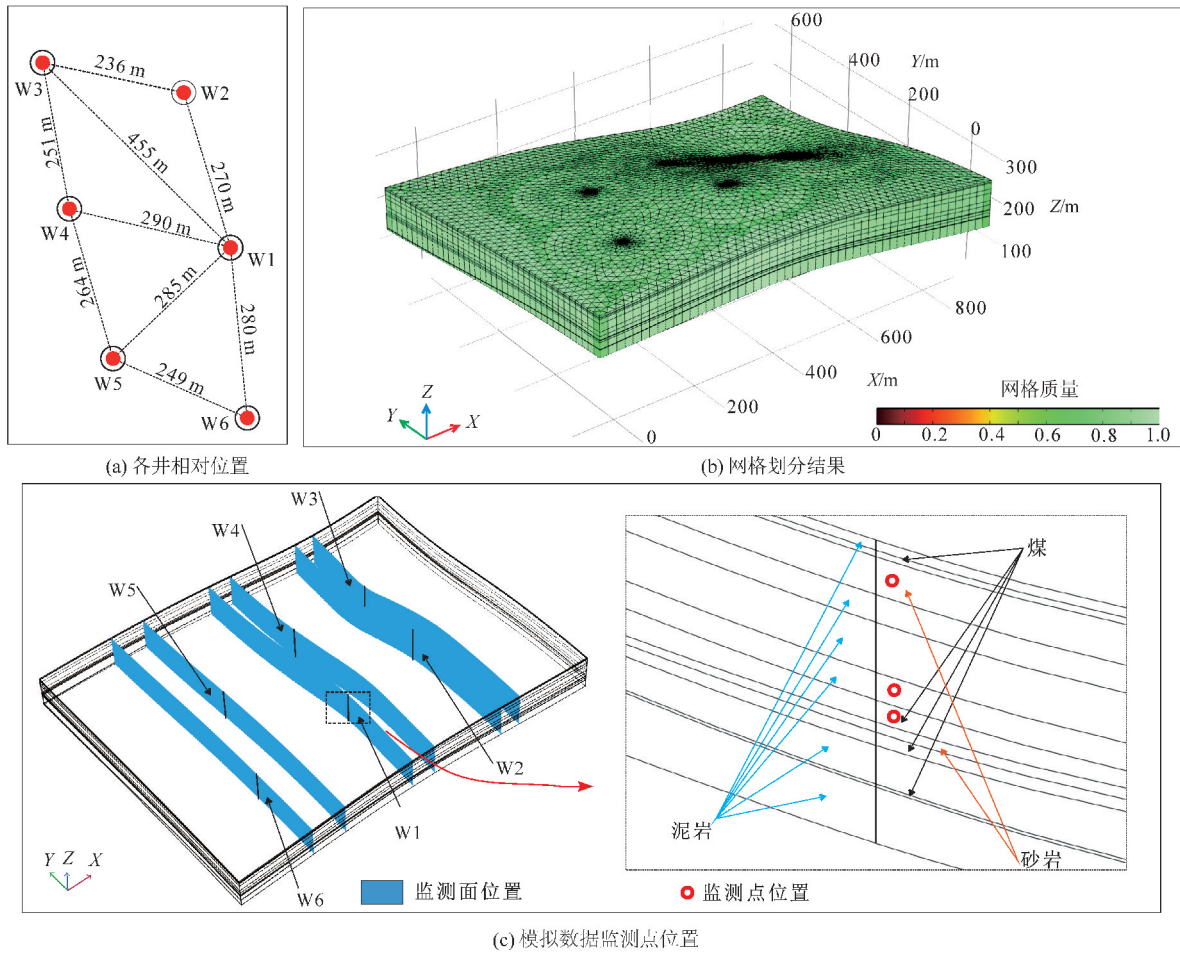 W3
236 m
W2
251 m
455 m
270 m
W4
290 m
W1
264 m
285 m
280 m
W5
249 m
W6
(a) 各井相对位置
600
Y/m
400
200
0
300
200
Z/m
100
800
600
X/m
400
200
0
Z
Y
X
网格质量
0
0.2
0.4
0.6
0.8
1.0
(b) 网格划分结果
W3
W4
W5
W2
W1
W6
Y
Z
X
监测面位置
煤
泥岩
砂岩
监测点位置
(c) 模拟数据监测点位置